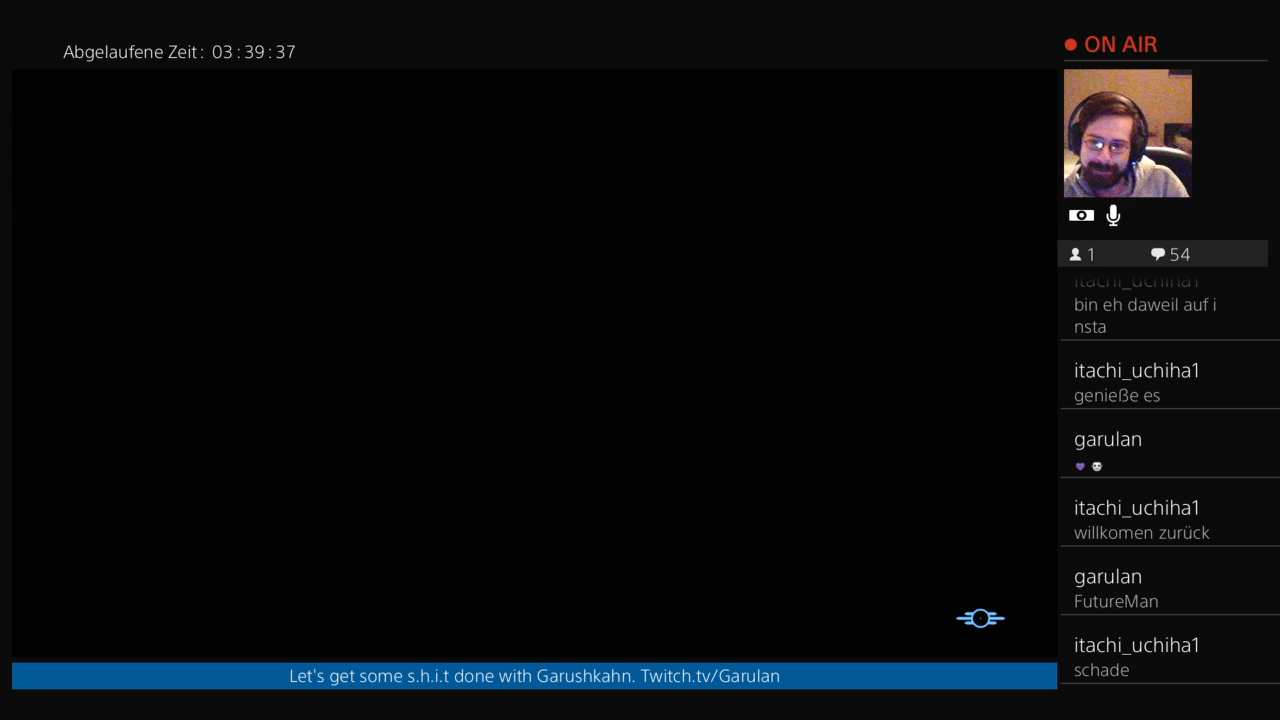 Abgelaufene Zeit: 03:39:37
ON AIR
1 54
itachi_uchiha1
bin eh daweil auf i
nsta
itachi_uchiha1
genieße es
garulan
itachi_uchiha1
willkomen zurück
garulan
FutureMan
itachi_uchiha1
schade
Let's get some s.h.i.t done with Garushkahn. Twitch.tv/Garulan